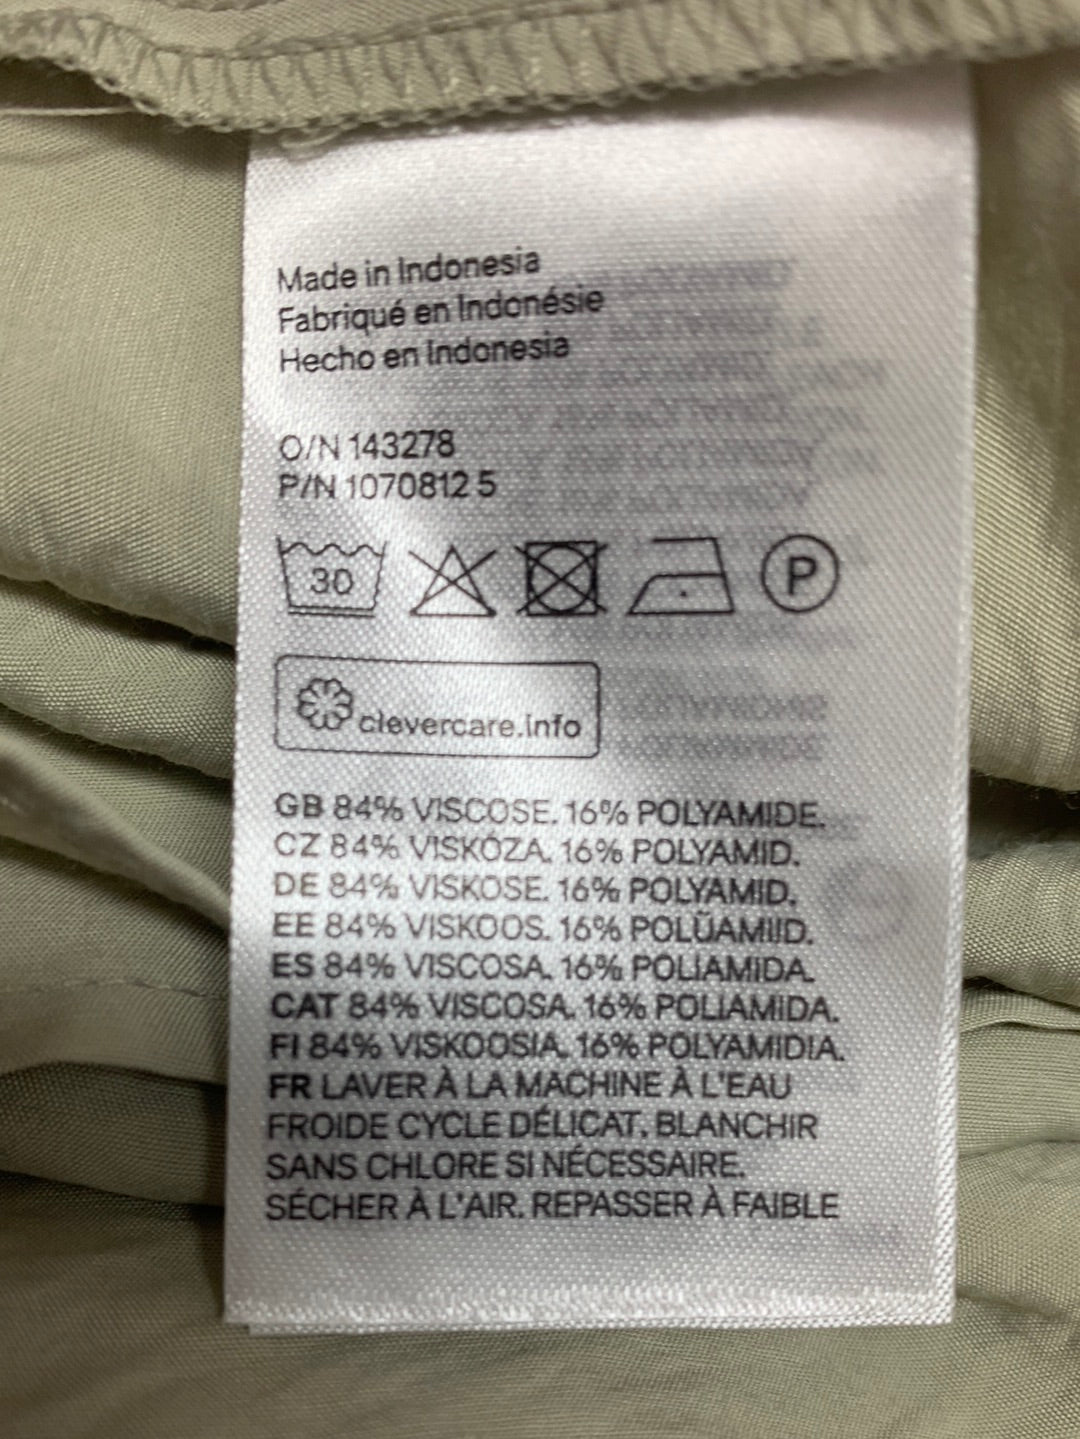 Made in Indonesia
Fabriqué en Indonésie
Hecho en Indonesia
O/N 143278
P/N 1070812 5
30
P
clevercare.info
GB 84% VISCOSE. 16% POLYAMIDE.
CZ 84% VISKÓZA. 16% POLYAMID.
DE 84% VISKOSE. 16% POLYAMID.
EE 84% VISKOOS. 16% POLÜAMIID.
ES 84% VISCOSA. 16% POLIAMIDA.
CAT 84% VISCOSA. 16% POLIAMIDA.
FI 84% VISKOOSIA. 16% POLYAMIDIA.
FR LAVER À LA MACHINE À L'EAU
FROIDE CYCLE DÉLICAT. BLANCHIR
SANS CHLORE SI NÉCESSAIRE.
SÉCHER À L'AIR. REPASSER À FAIBLE